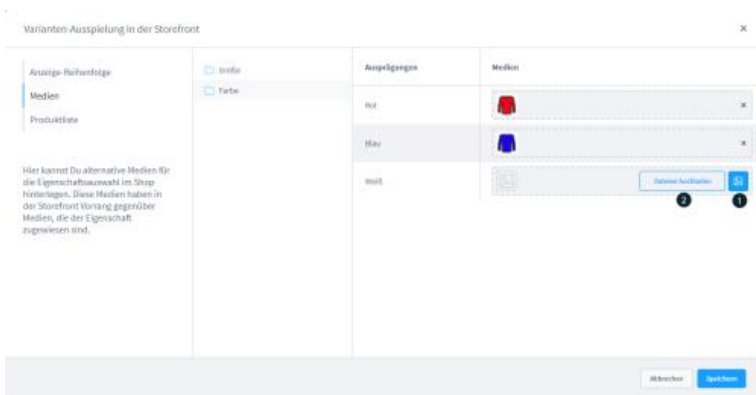 Varianten-Ausspielung in der Storefront
Anzeige-Reihenfolge
Medien
Produktliste
Hier kannst Du alternative Medien für
die Eigenschaftsauswahl im Shop
hinterlegen. Diese Medien haben in
der Storefront Vorrang gegenüber
Medien, die der Eigenschaft
zugewiesen sind.
Größe
Farbe
Ausprägungen
Medien
Rot
Blau
Weiß
Dateien hochladen
2
1
Abbrechen
Speichern